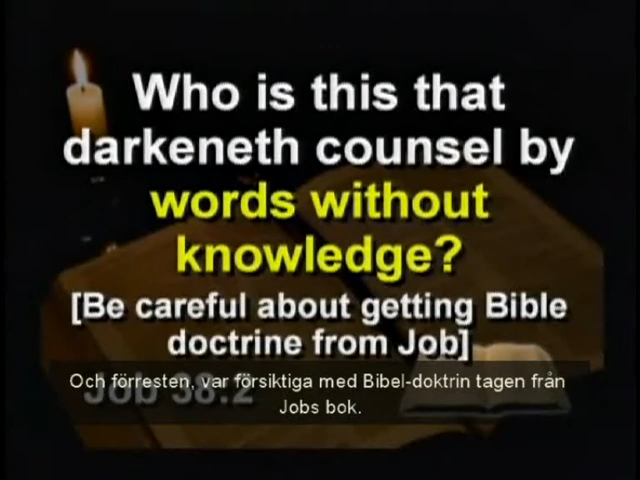 Who is this that
darkeneth counsel by
words without
knowledge?
[Be careful about getting Bible
doctrine from Job]
Job 38:2
Och förresten, var försiktiga med Bibel-doktrin tagen från
Jobs bok.